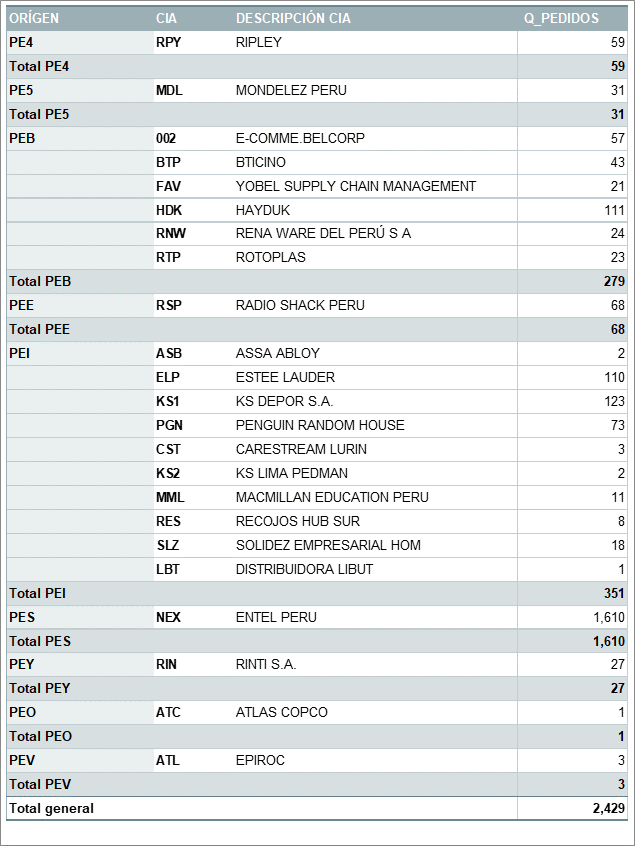 ORÍGEN CIA DESCRIPCIÓN CIA Q_PEDIDOS
PE4 RPY RIPLEY 59
Total PE4 59
PE5 MDL MONDELEZ PERU 31
Total PE5 31
PEB 002 E-COMME.BELCORP 57
BTP BTICINO 43
FAV YOBEL SUPPLY CHAIN MANAGEMENT 21
HDK HAYDUK 111
RNW RENA WARE DEL PERÚ S A 24
RTP ROTOPLAS 23
Total PEB 279
PEE RSP RADIO SHACK PERU 68
Total PEE 68
PEI ASB ASSA ABLOY 2
ELP ESTEE LAUDER 110
KS1 KS DEPOR S.A. 123
PGN PENGUIN RANDOM HOUSE 73
CST CARESTREAM LURIN 3
KS2 KS LIMA PEDMAN 2
MML MACMILLAN EDUCATION PERU 11
RES RECOJOS HUB SUR 8
SLZ SOLIDEZ EMPRESARIAL HOM 18
LBT DISTRIBUIDORA LIBUT 1
Total PEI 351
PES NEX ENTEL PERU 1,610
Total PES 1,610
PEY RIN RINTI S.A. 27
Total PEY 27
PEO ATC ATLAS COPCO 1
Total PEO 1
PEV ATL EPIROC 3
Total PEV 3
Total general 2,429